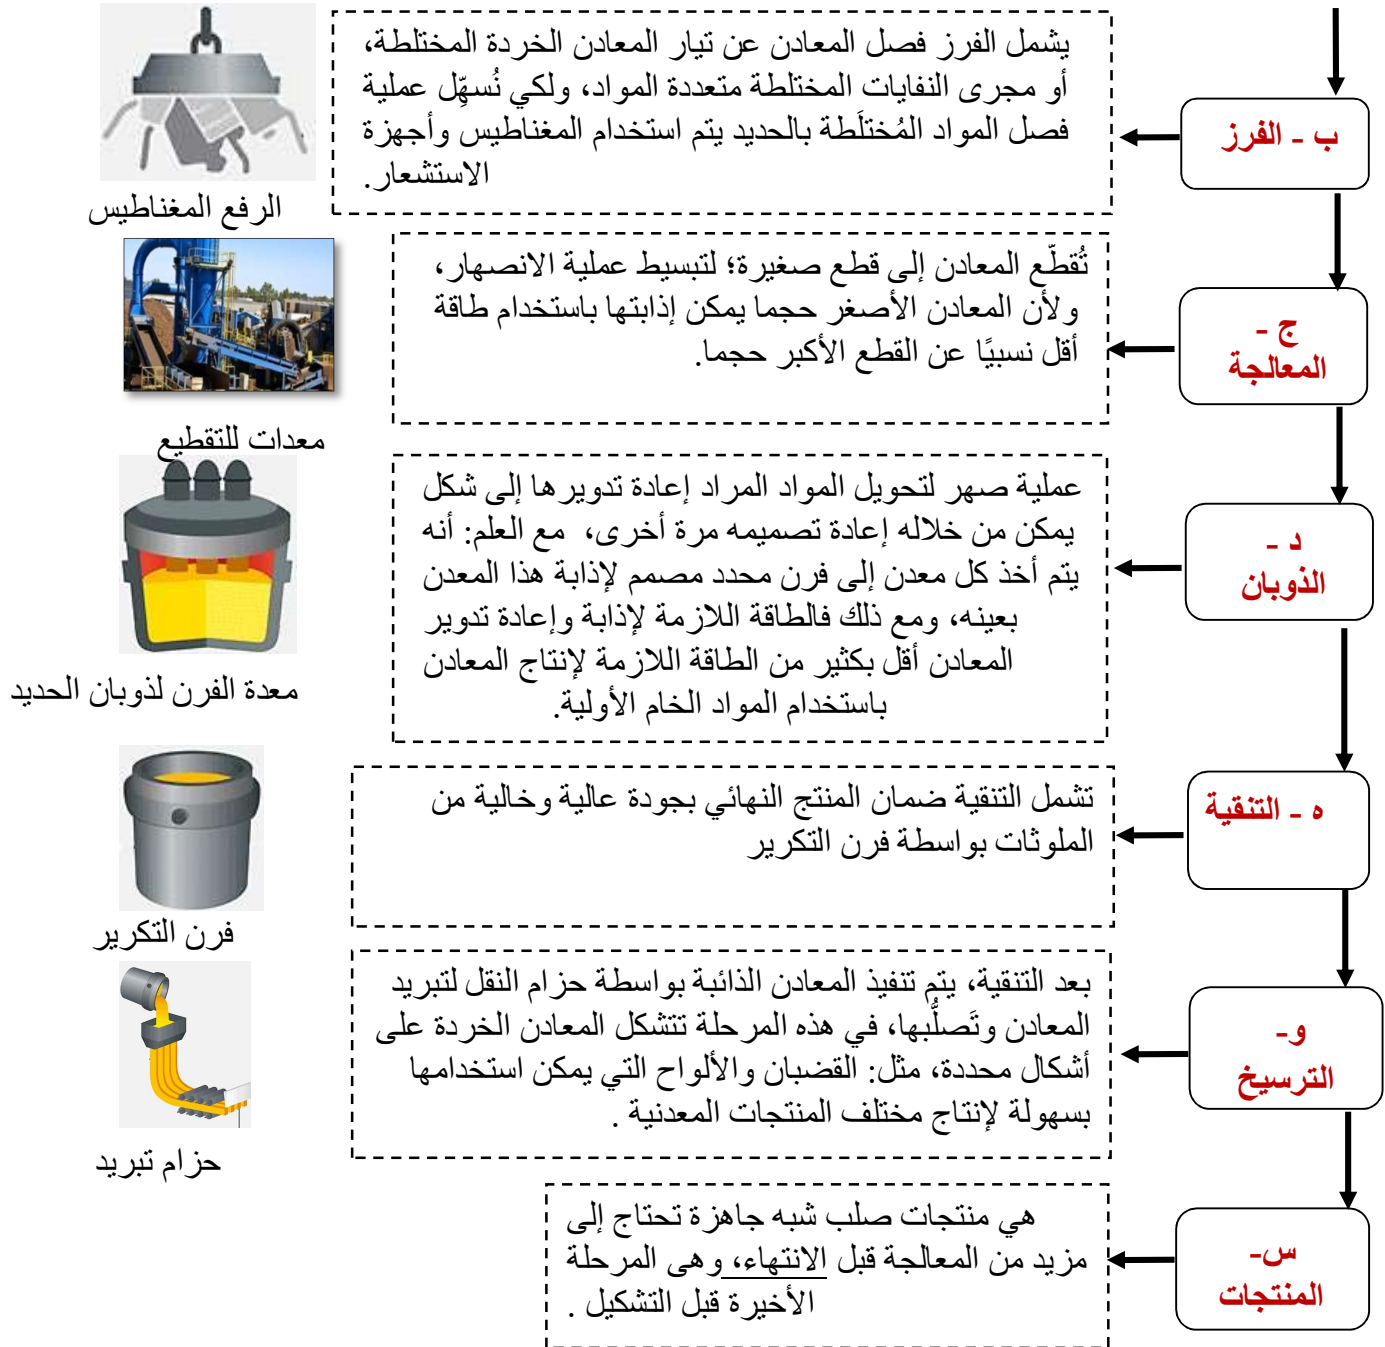 ب - الفرز
يشمل الفرز فصل المعادن عن تيار المعادن الخردة المختلطة،
أو مجرى النفايات المختلطة متعددة المواد، ولكي نُسهِّل عملية
فصل المواد المُختلَطة بالحديد يتم استخدام المغناطيس وأجهزة
الاستشعار.
الرفع المغناطيس
ج -
المعالجة
تُقطّع المعادن إلى قطع صغيرة؛ لتبسيط عملية الانصهار،
ولأن المعادن الأصغر حجما يمكن إذابتها باستخدام طاقة
أقل نسبيًا عن القطع الأكبر حجما.
معدات للتقطيع
د -
الذوبان
عملية صهر لتحويل المواد المراد إعادة تدويرها إلى شكل
يمكن من خلاله إعادة تصميمه مرة أخرى، مع العلم: أنه
يتم أخذ كل معدن إلى فرن محدد مصمم لإذابة هذا المعدن
بعينه، ومع ذلك فالطاقة اللازمة لإذابة وإعادة تدوير
المعادن أقل بكثير من الطاقة اللازمة لإنتاج المعادن
باستخدام المواد الخام الأولية.
معدة الفرن لذوبان الحديد
ه - التنقية
تشمل التنقية ضمان المنتج النهائي بجودة عالية وخالية من
الملوثات بواسطة فرن التكرير
فرن التكرير
و-
الترسيخ
بعد التنقية، يتم تنفيذ المعادن الذائبة بواسطة حزام النقل لتبريد
المعادن وتَصلُّبها، في هذه المرحلة تتشكل المعادن الخردة على
أشكال محددة، مثل: القضبان والألواح التي يمكن استخدامها
بسهولة لإنتاج مختلف المنتجات المعدنية .
حزام تبريد
س-
المنتجات
هي منتجات صلب شبه جاهزة تحتاج إلى
مزيد من المعالجة قبل الانتهاء، وهى المرحلة
الأخيرة قبل التشكيل .